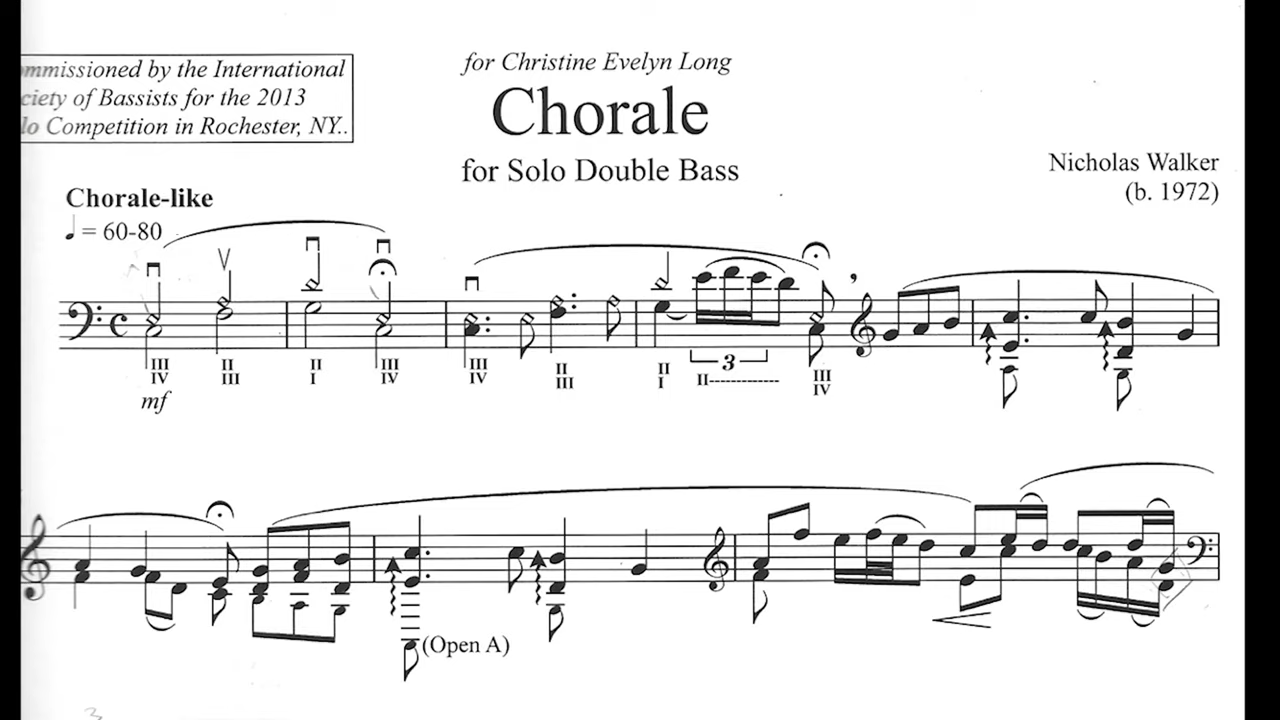 ommissioned by the International
ciety of Bassists for the 2013
lo Competition in Rochester, NY..
for Christine Evelyn Long
Chorale
for Solo Double Bass
Nicholas Walker
(b. 1972)
Chorale-like
= 60-80
III II II III III II II II III
IV III I IV IV III I IV
3
mf
(Open A)
3